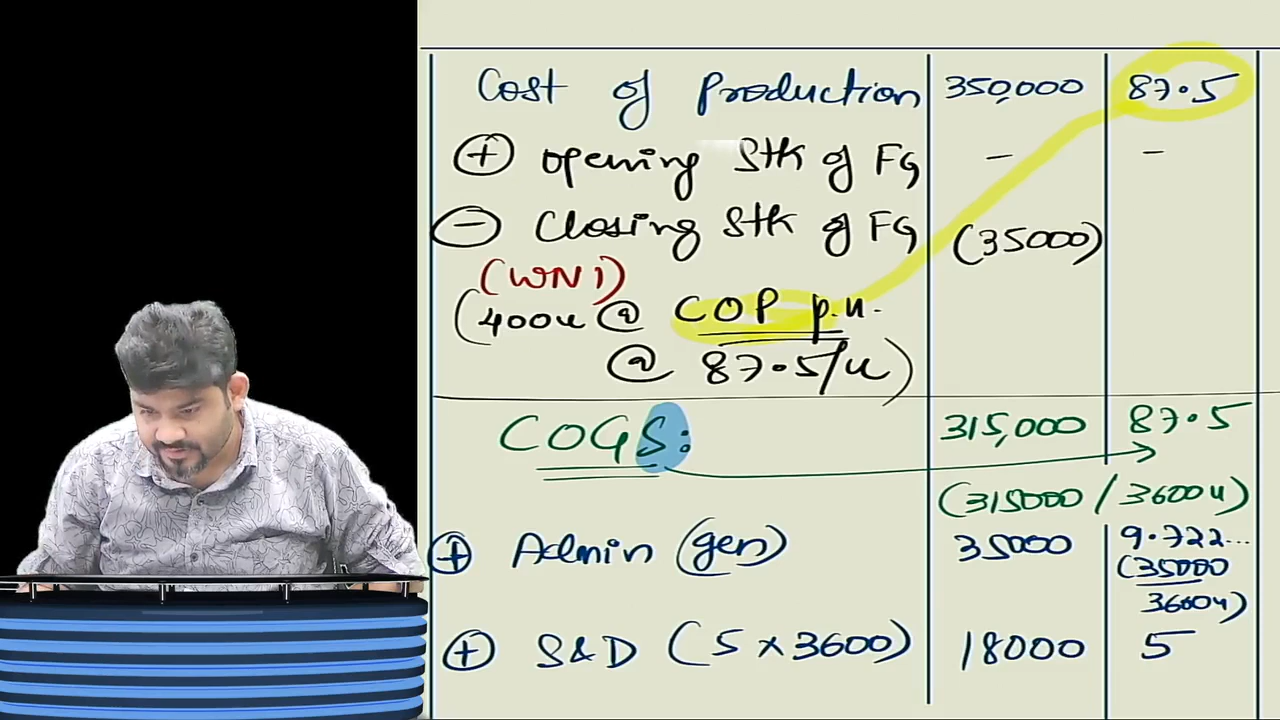 Cost of Production 350,000 87.5
(+) opening Stk of FG - -
(-) Closing Stk of FG (35000)
(WN1)
(400u @ COP p.u.
@ 87.5/u)
COGS: 315,000 87.5
(315000 / 3600u)
(+) Admin (gen) 35000 9.722...
(35000
3600u)
(+) S&D (5 x 3600) 18000 5